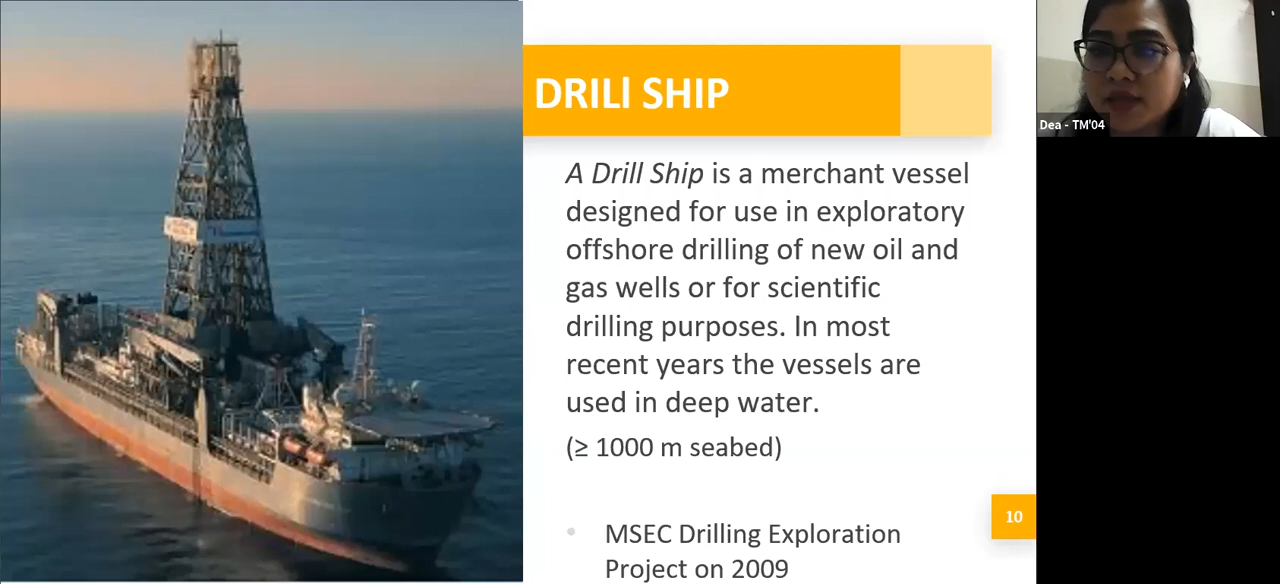 DRILl SHIP
A Drill Ship is a merchant vessel
designed for use in exploratory
offshore drilling of new oil and
gas wells or for scientific
drilling purposes. In most
recent years the vessels are
used in deep water.
(≥ 1000 m seabed)
• MSEC Drilling Exploration
Project on 2009
10
Dea - TM'04